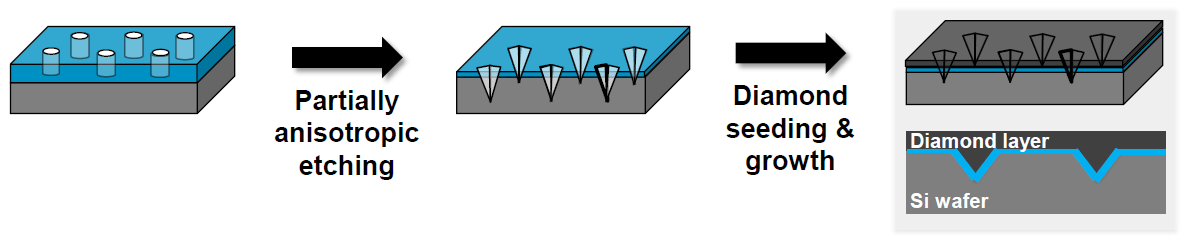 Partially
anisotropic
etching
Diamond
seeding &
growth
Diamond layer
Si wafer